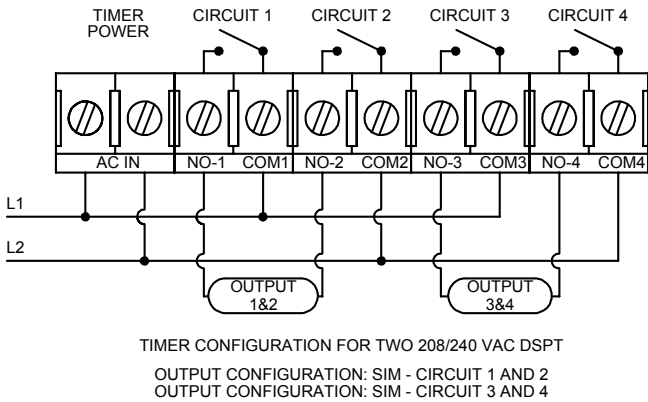 TIMER POWER
CIRCUIT 1
CIRCUIT 2
CIRCUIT 3
CIRCUIT 4
AC IN
NO-1
COM1
NO-2
COM2
NO-3
COM3
NO-4
COM4
L1
L2
OUTPUT
1&2
OUTPUT
3&4
TIMER CONFIGURATION FOR TWO 208/240 VAC DSPT
OUTPUT CONFIGURATION: SIM - CIRCUIT 1 AND 2
OUTPUT CONFIGURATION: SIM - CIRCUIT 3 AND 4